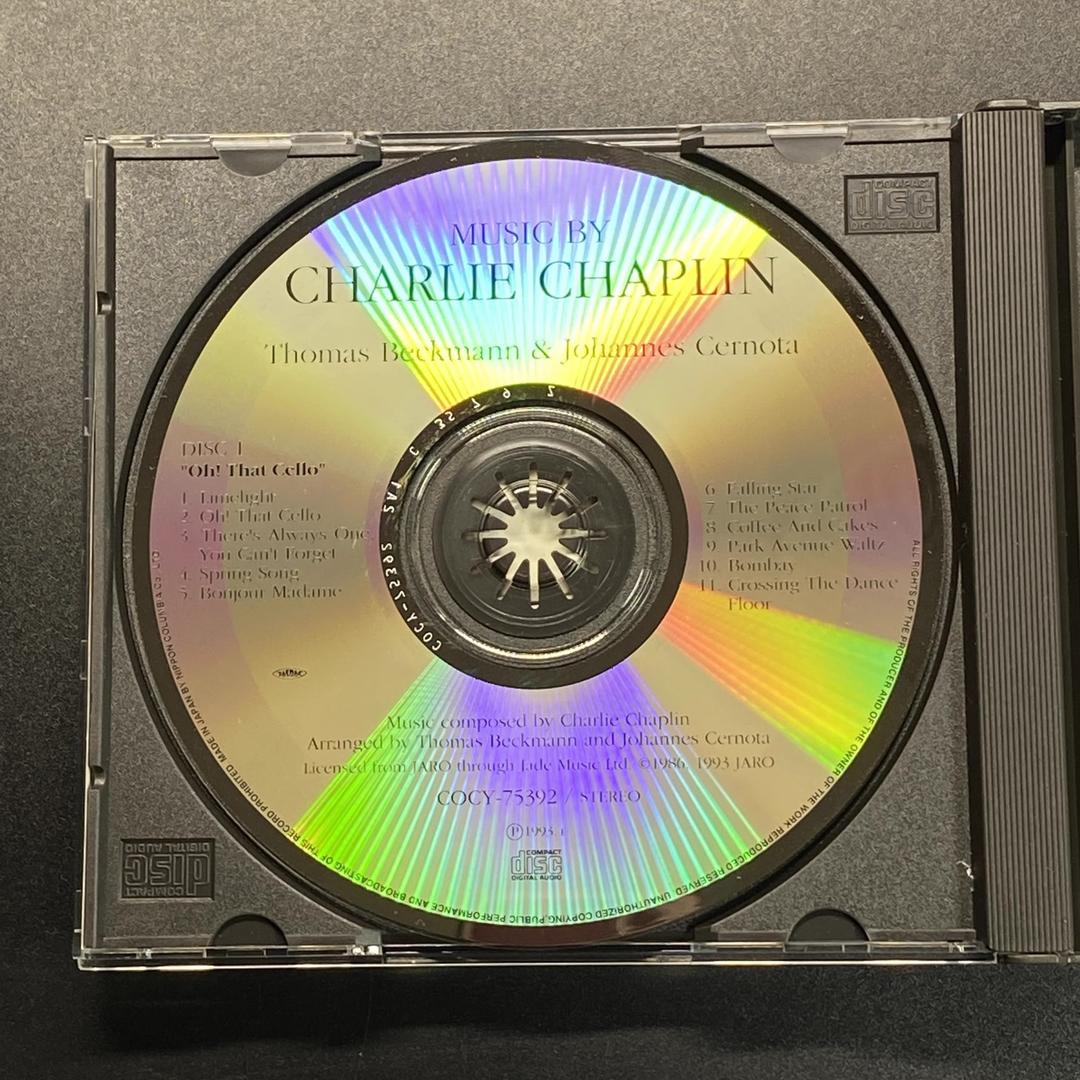 COMPACT
disc
DIGITAL AUDIO
MUSIC BY
CHARLIE CHAPLIN
Thomas Beckmann & Johannes Cernota
DISC 1
"Oh! That Cello"
1. Limelight
2. Oh! That Cello
3. There's Always One,
You Can't Forget
4. Spring Song
5. Bonjour Madame
6. Falling Star
7. The Peace Patrol
8. Coffee And Cakes
9. Park Avenue Waltz
10. Bombay
11. Crossing The Dance
Floor
COCY-75392
Music composed by Charlie Chaplin
Arranged by Thomas Beckmann and Johannes Cernota
Licensed from JARO through Jade Music Ltd. ©1986, 1993 JARO
COCY-75392 / STEREO
Ⓟ1993.1
COMPACT
disc
DIGITAL AUDIO
ALL RIGHTS OF THE PRODUCER AND OF THE OWNER OF THE WORK REPRODUCED RESERVED. UNAUTHORIZED COPYING, PUBLIC PERFORMANCE AND BROADCASTING OF THIS RECORD PROHIBITED MADE IN JAPAN BY NIPPON COLUMBIA CO., LTD.
COMPACT
disc
DIGITAL AUDIO